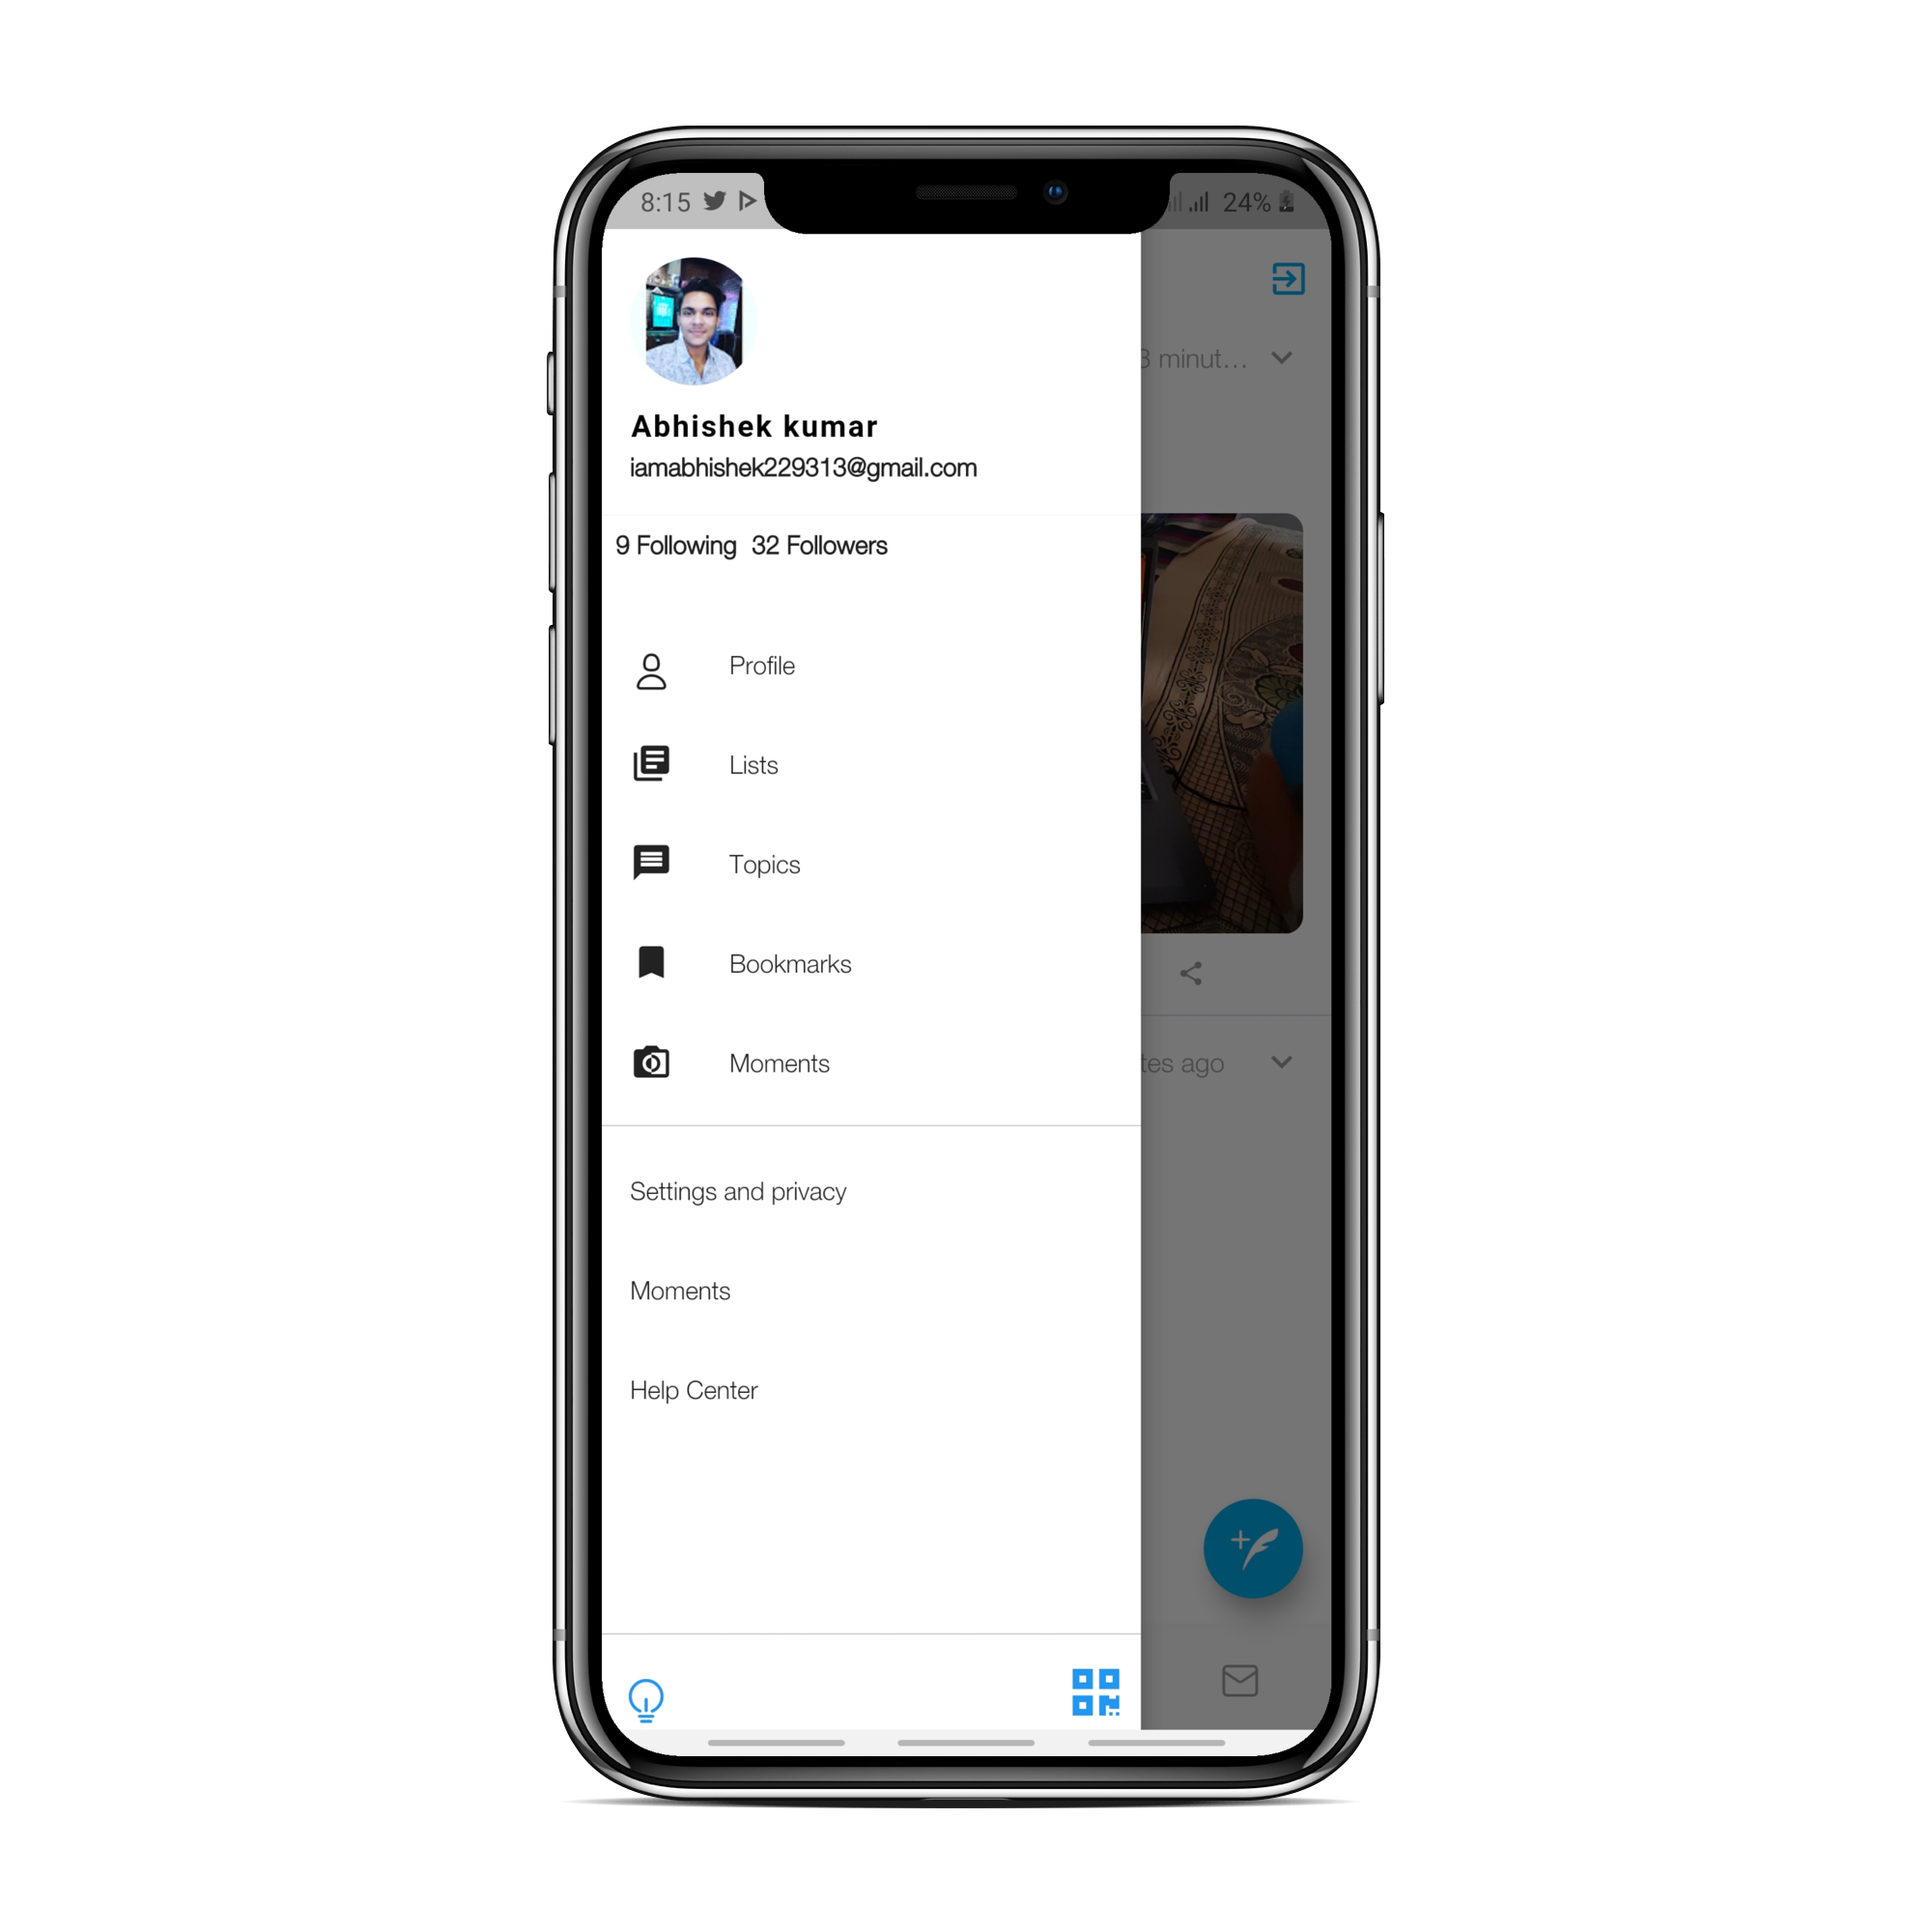 8:15 24%
3 minut...
Abhishek kumar
iamabhishek229313@gmail.com
9 Following 32 Followers
Profile
Lists
Topics
Bookmarks
Moments
tes ago
Settings and privacy
Moments
Help Center